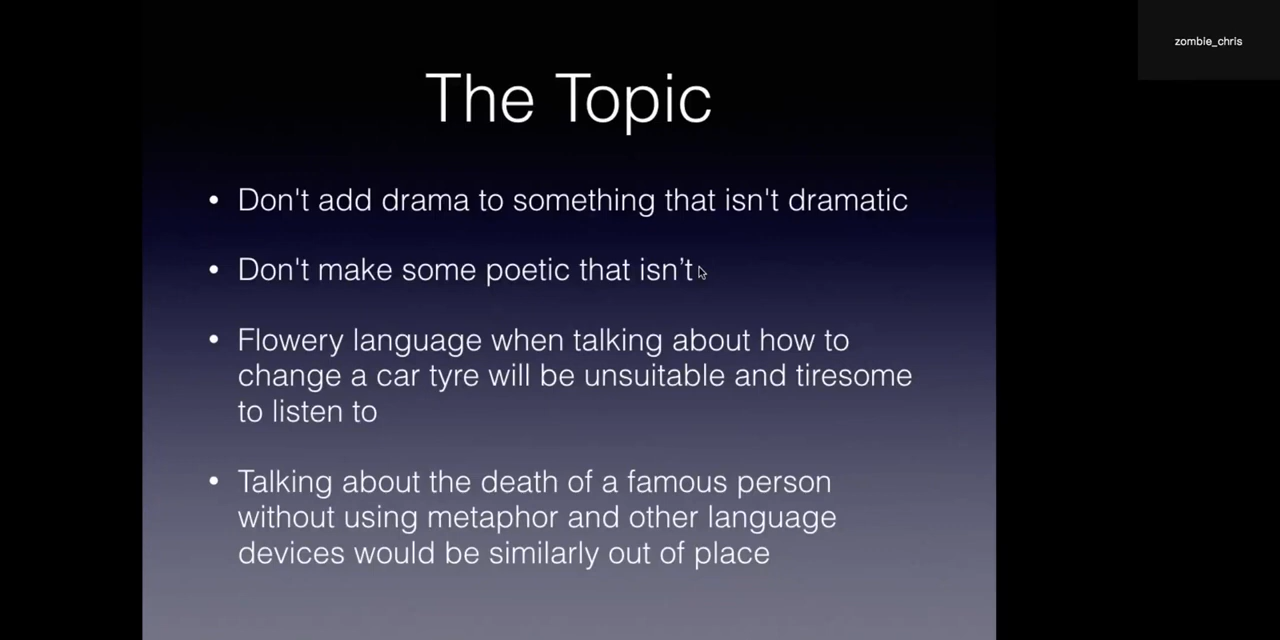 zombie_chris
The Topic
• Don't add drama to something that isn't dramatic
• Don't make some poetic that isn’t
• Flowery language when talking about how to
change a car tyre will be unsuitable and tiresome
to listen to
• Talking about the death of a famous person
without using metaphor and other language
devices would be similarly out of place